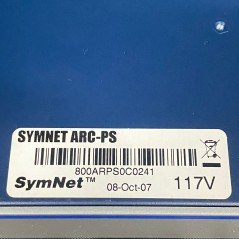 SYMNET ARC-PS
800ARPS0C0241
SymNet™ 08-Oct-07 117V